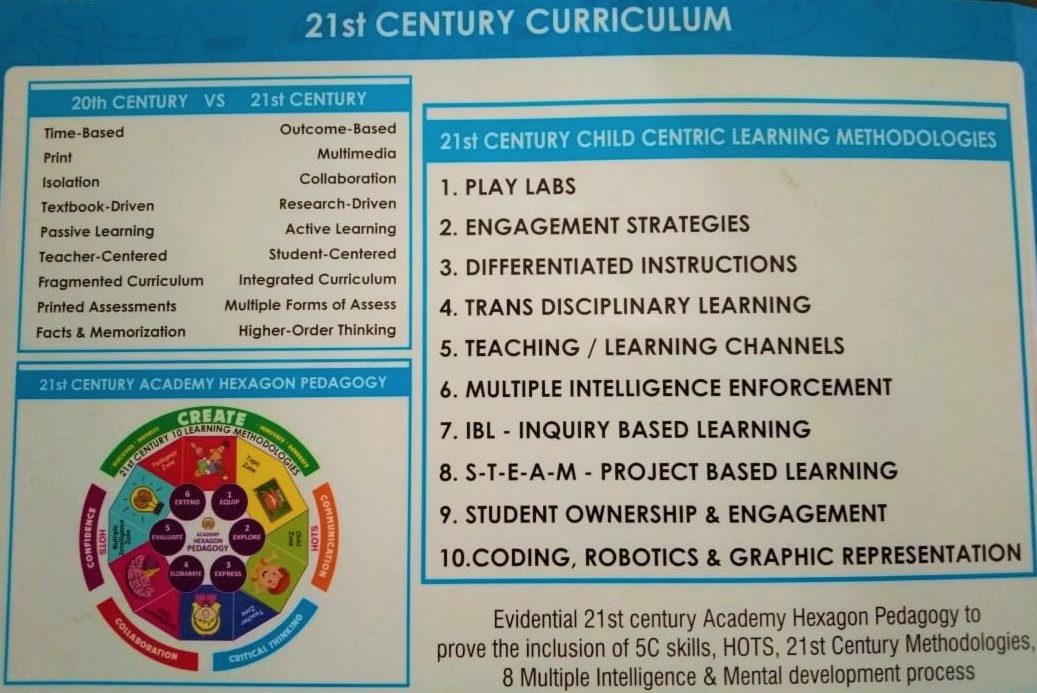 21st CENTURY CURRICULUM
20th CENTURY VS 21st CENTURY
Time-Based Outcome-Based
Print Multimedia
Isolation Collaboration
Textbook-Driven Research-Driven
Passive Learning Active Learning
Teacher-Centered Student-Centered
Fragmented Curriculum Integrated Curriculum
Printed Assessments Multiple Forms of Assess
Facts & Memorization Higher-Order Thinking
21st CENTURY ACADEMY HEXAGON PEDAGOGY
CREATE
21st CENTURY 10 LEARNING METHODOLOGIES
Pedagogy Zone
Topic Zone
Child Zone
Teacher Zone
Multiple Intelligence Zone
6 EXTEND
1 EQUIP
5 EVALUATE
2 EXPLORE
4 ELOBARATE
3 EXPRESS
ACADEMY
HEXAGON
PEDAGOGY
CONFIDENCE
HOTS
COMMUNICATION
HOTS
COLLABORATION
CRITICAL THINKING
21st CENTURY CHILD CENTRIC LEARNING METHODOLOGIES
1. PLAY LABS
2. ENGAGEMENT STRATEGIES
3. DIFFERENTIATED INSTRUCTIONS
4. TRANS DISCIPLINARY LEARNING
5. TEACHING / LEARNING CHANNELS
6. MULTIPLE INTELLIGENCE ENFORCEMENT
7. IBL - INQUIRY BASED LEARNING
8. S-T-E-A-M - PROJECT BASED LEARNING
9. STUDENT OWNERSHIP & ENGAGEMENT
10.CODING, ROBOTICS & GRAPHIC REPRESENTATION
Evidential 21st century Academy Hexagon Pedagogy to
prove the inclusion of 5C skills, HOTS, 21st Century Methodologies,
8 Multiple Intelligence & Mental development process